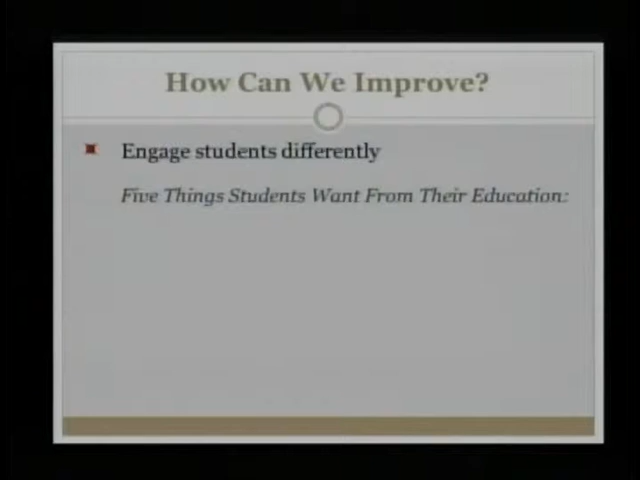 How Can We Improve?
Engage students differently
Five Things Students Want From Their Education: